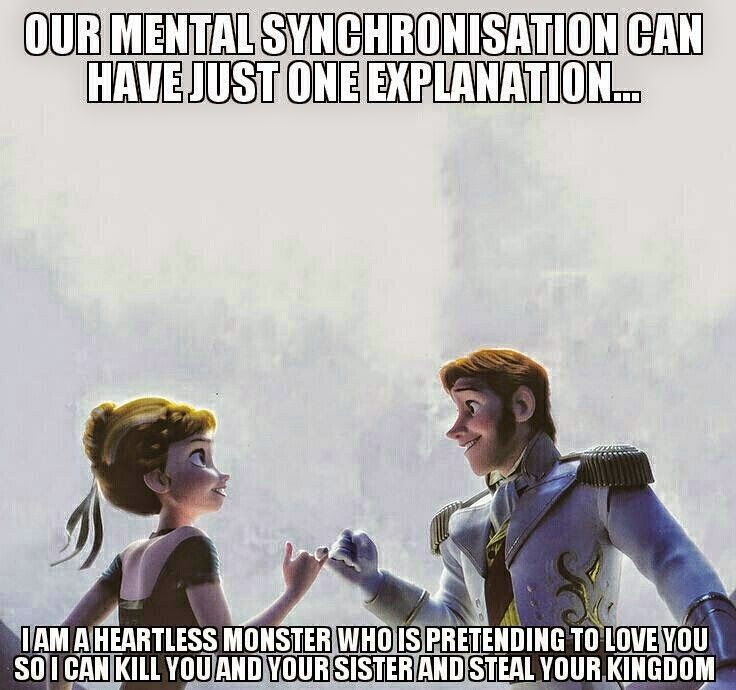 OUR MENTAL SYNCHRONISATION CAN
HAVE JUST ONE EXPLANATION...
I AM A HEARTLESS MONSTER WHO IS PRETENDING TO LOVE YOU
SO I CAN KILL YOU AND YOUR SISTER AND STEAL YOUR KINGDOM